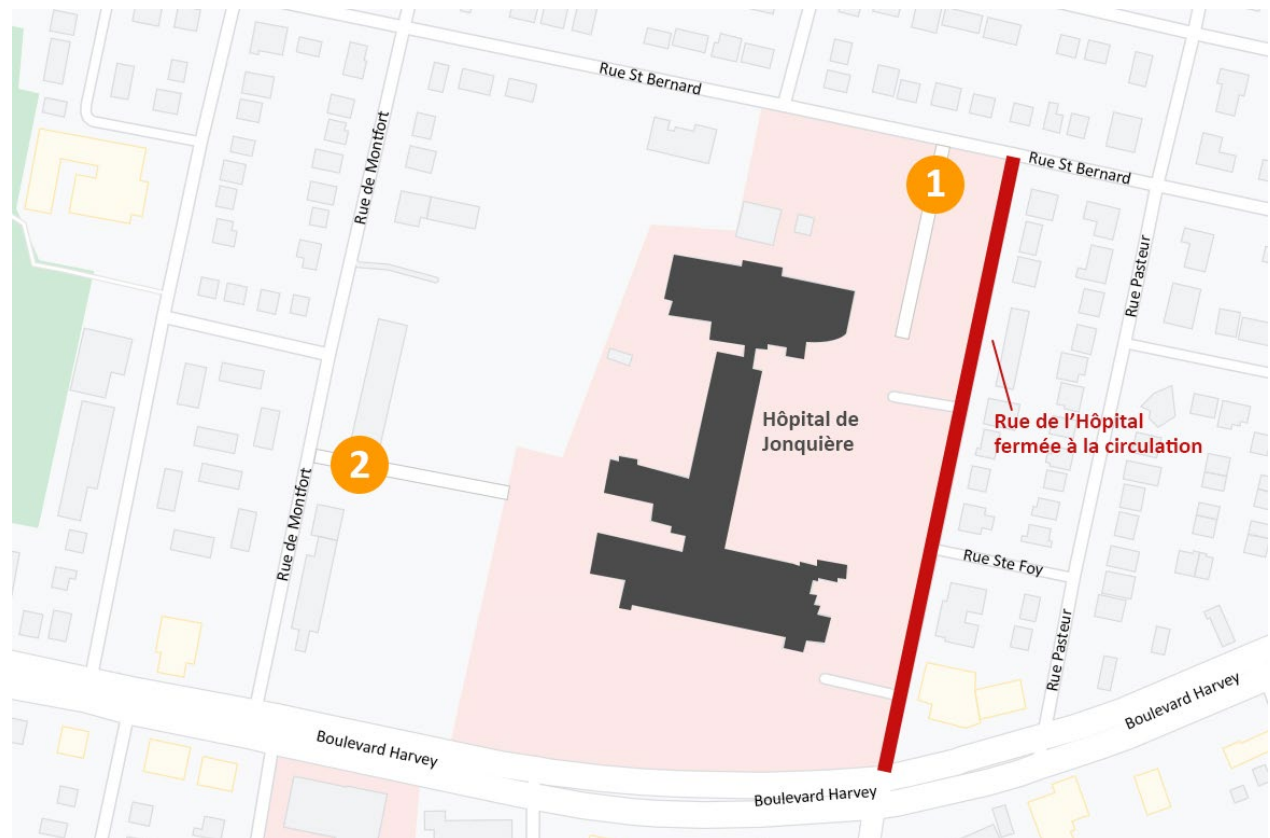 Rue St Bernard
Rue de Montfort
1
Rue St Bernard
Rue Pasteur
Hôpital de
Jonquière
Rue de l’Hôpital
fermée à la circulation
2
Rue de Montfort
Rue Ste Foy
Rue Pasteur
Boulevard Harvey
Boulevard Harvey
Boulevard Harvey